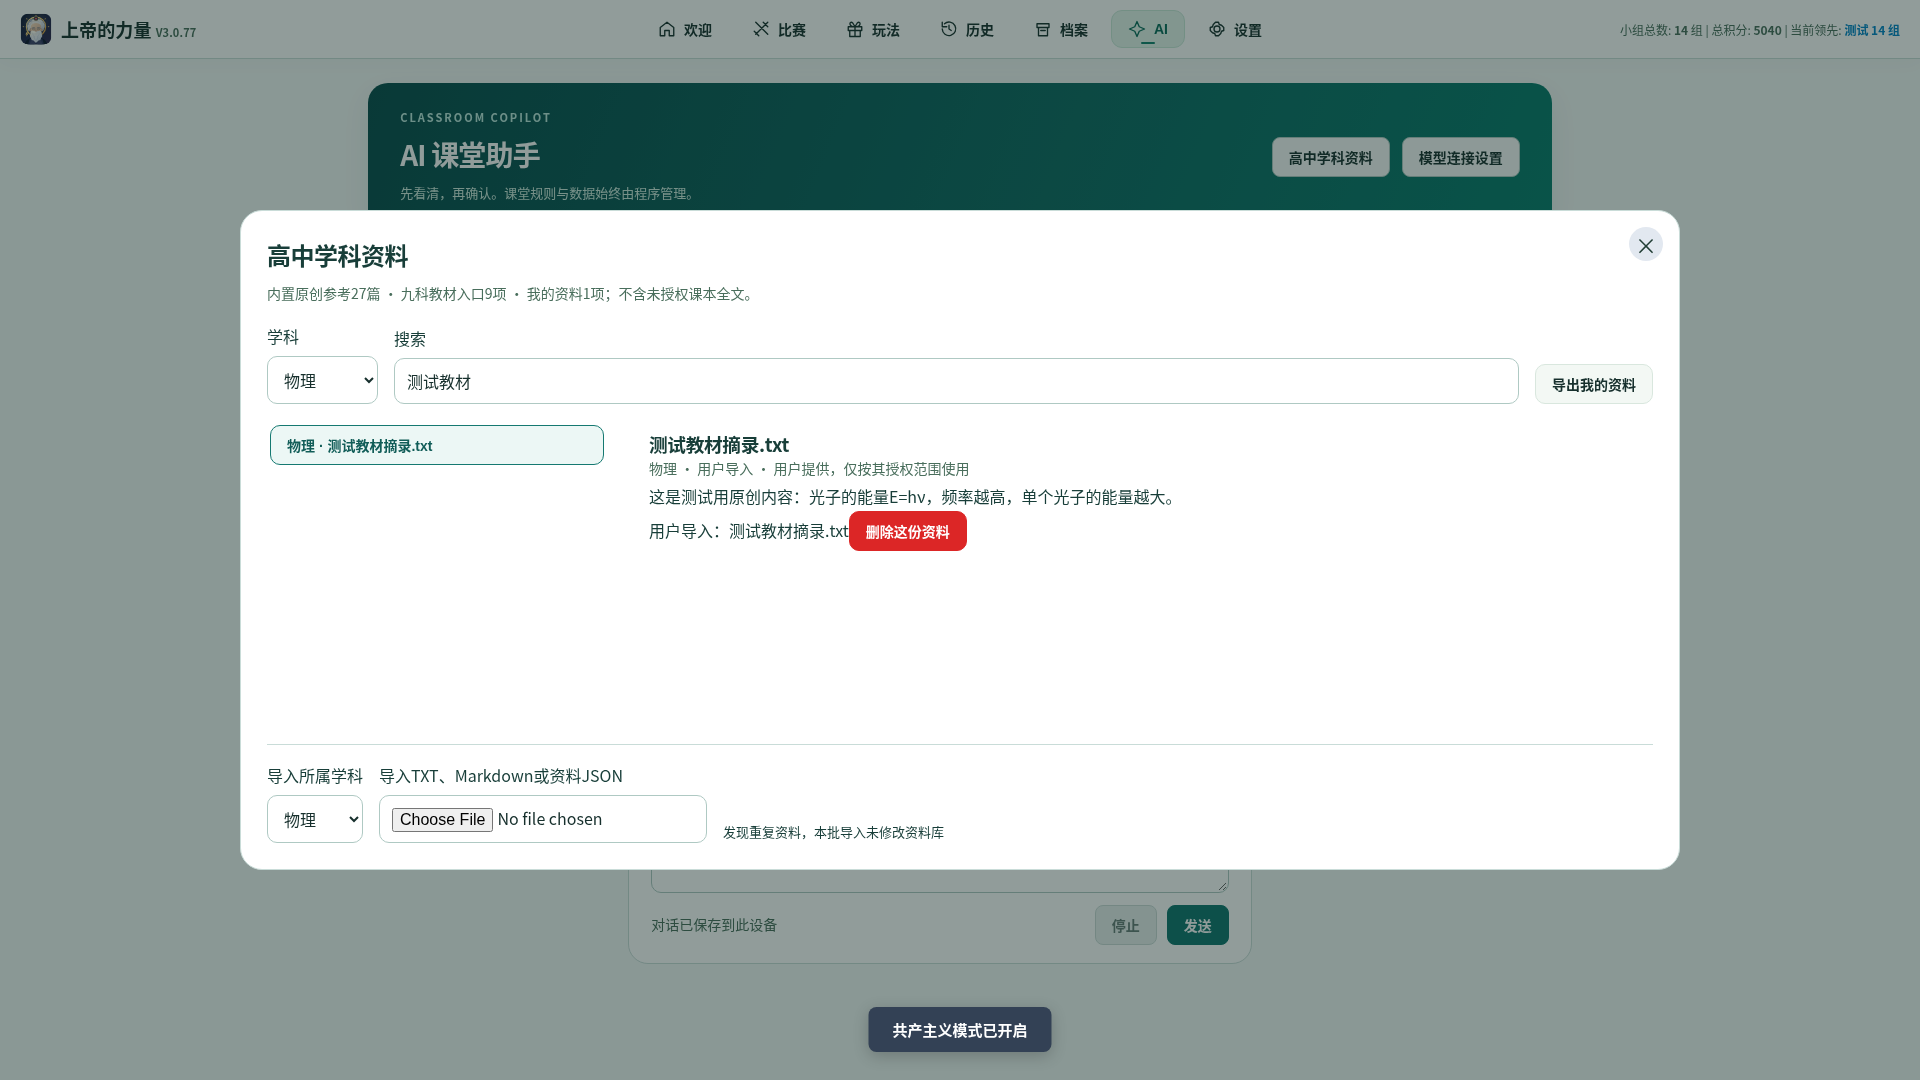 上帝的力量 V3.0.77
欢迎 比赛 玩法 历史 档案 AI 设置
小组总数: 14 组 | 总积分: 5040 | 当前领先: 测试 14 组
CLASSROOM COPILOT
AI 课堂助手
先看清，再确认。课堂规则与数据始终由程序管理。
高中学科资料 模型连接设置
高中学科资料
内置原创参考27篇 · 九科教材入口9项 · 我的资料1项；不含未授权课本全文。
学科 搜索
物理 测试教材 导出我的资料
物理 · 测试教材摘录.txt
测试教材摘录.txt
物理 · 用户导入 · 用户提供，仅按其授权范围使用
这是测试用原创内容：光子的能量E=hν，频率越高，单个光子的能量越大。
用户导入：测试教材摘录.txt 删除这份资料
导入所属学科 导入TXT、Markdown或资料JSON
物理 Choose File No file chosen 发现重复资料，本批导入未修改资料库
对话已保存到此设备 停止 发送
共产主义模式已开启